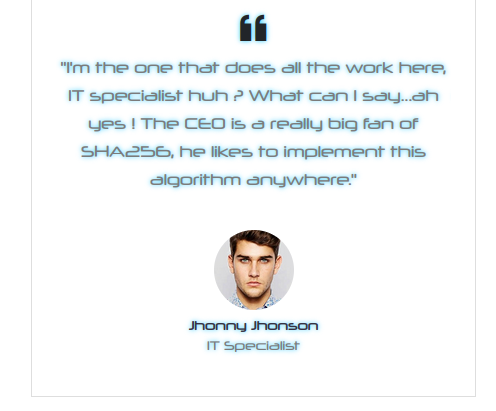 "I'm the one that does all the work here,
IT specialist huh ? What can I say...ah
yes ! The CEO is a really big fan of
SHA256, he likes to implement this
algorithm anywhere."
Jhonny Jhonson
IT Specialist